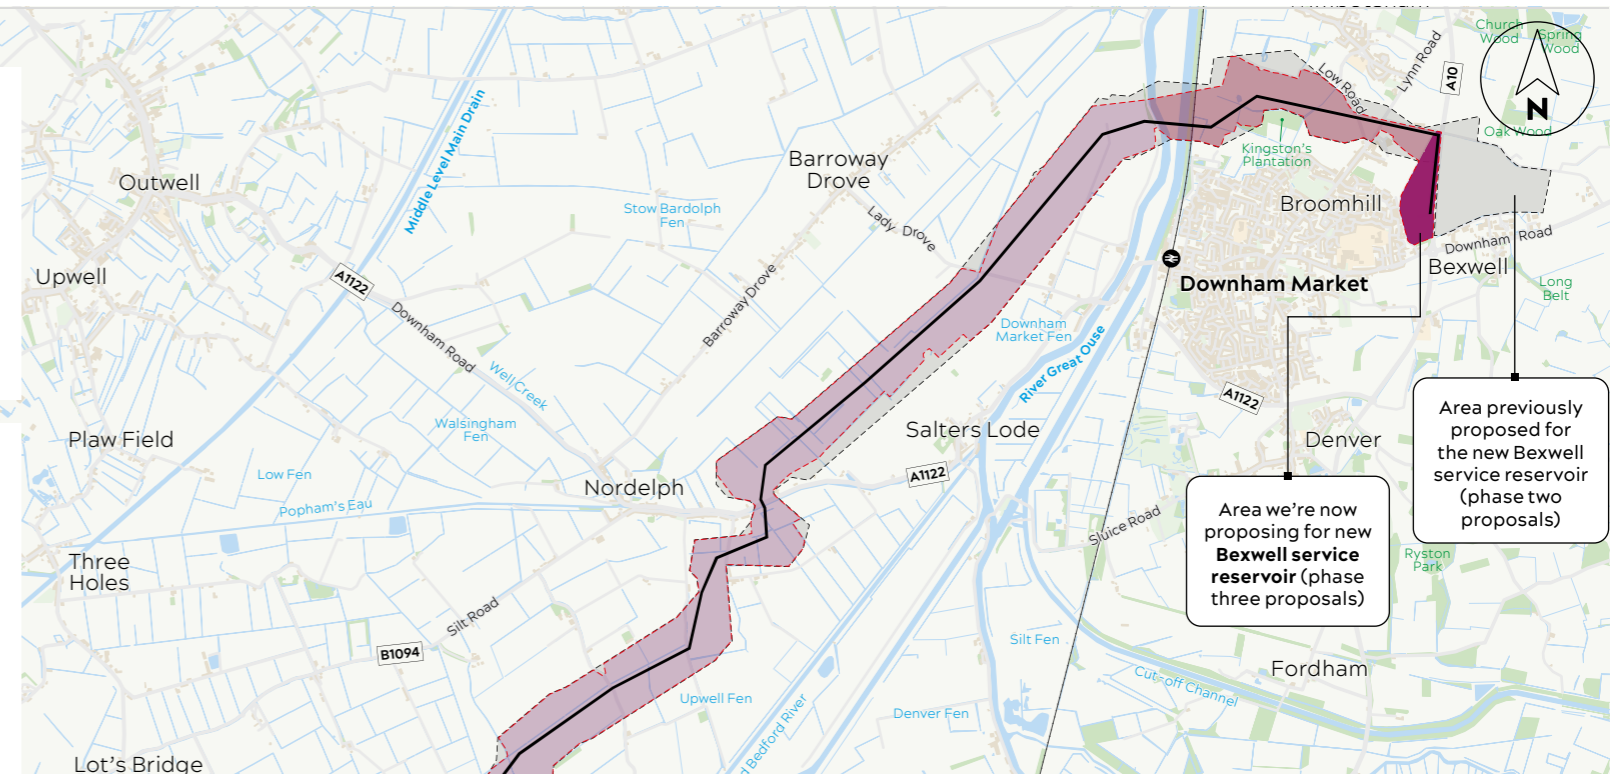 Church
Wood
Spring
Wood
Lynn Road
A10
Low Road
N
Oak Wood
Kingston's
Plantation
Middle Level Main Drain
Barroway
Drove
Outwell
Stow Bardolph
Fen
Lady Drove
Broomhill
Downham Road
Bexwell
Upwell
A1122
Downham Market
Long
Belt
Downham Road
Barroway Drove
Downham
Market Fen
River Great Ouse
Well Creek
A1122
Walsingham
Fen
Plaw Field
Salters Lode
Denver
Area previously
proposed for
the new Bexwell
service reservoir
(phase two
proposals)
Low Fen
Nordelph
A1122
Popham's Eau
Sluice Road
Area we're now
proposing for new
Bexwell service
reservoir (phase
three proposals)
Ryston
Park
Three
Holes
Silt Road
B1094
Silt Fen
Fordham
Cut-off Channel
Upwell Fen
Denver Fen
Bedford River
Lot's Bridge